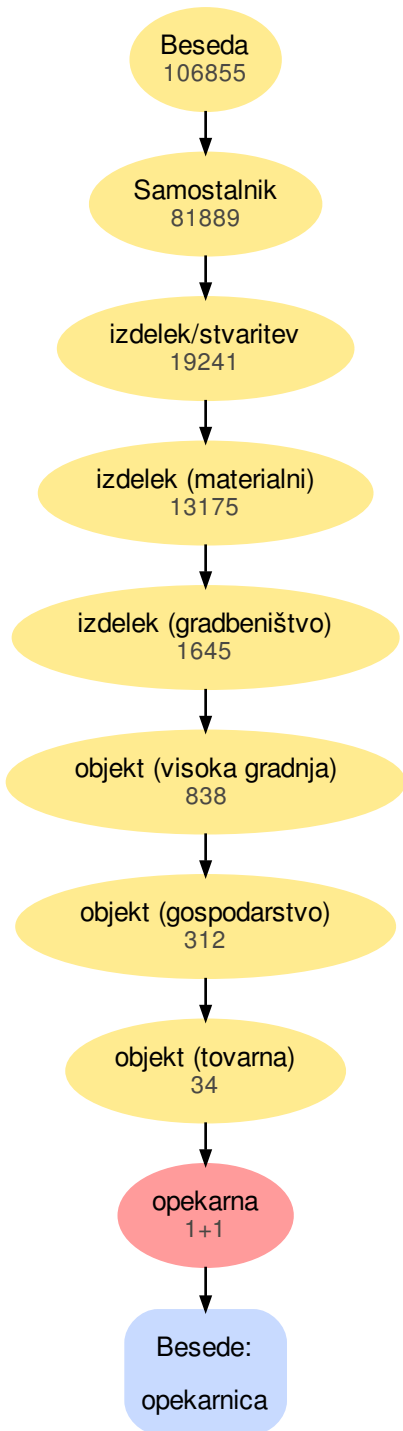 Beseda
106855
Samostalnik
81889
izdelek/stvaritev
19241
izdelek (materialni)
13175
izdelek (gradbeništvo)
1645
objekt (visoka gradnja)
838
objekt (gospodarstvo)
312
objekt (tovarna)
34
opekarna
1+1
Besede:
opekarnica